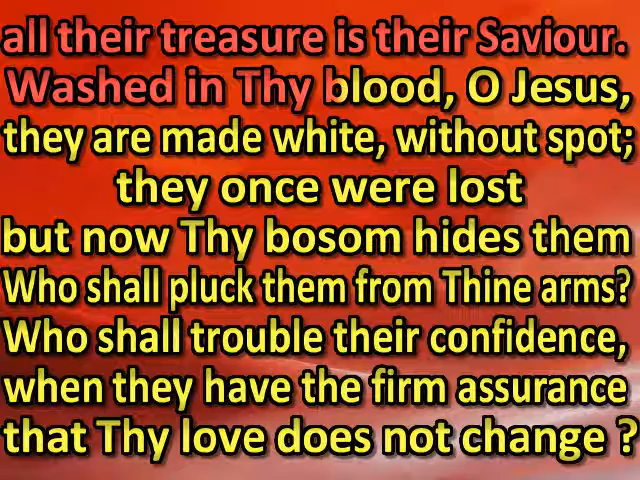 all their treasure is their Saviour.
Washed in Thy blood, O Jesus,
they are made white, without spot;
they once were lost
but now Thy bosom hides them
Who shall pluck them from Thine arms?
Who shall trouble their confidence,
when they have the firm assurance
that Thy love does not change ?